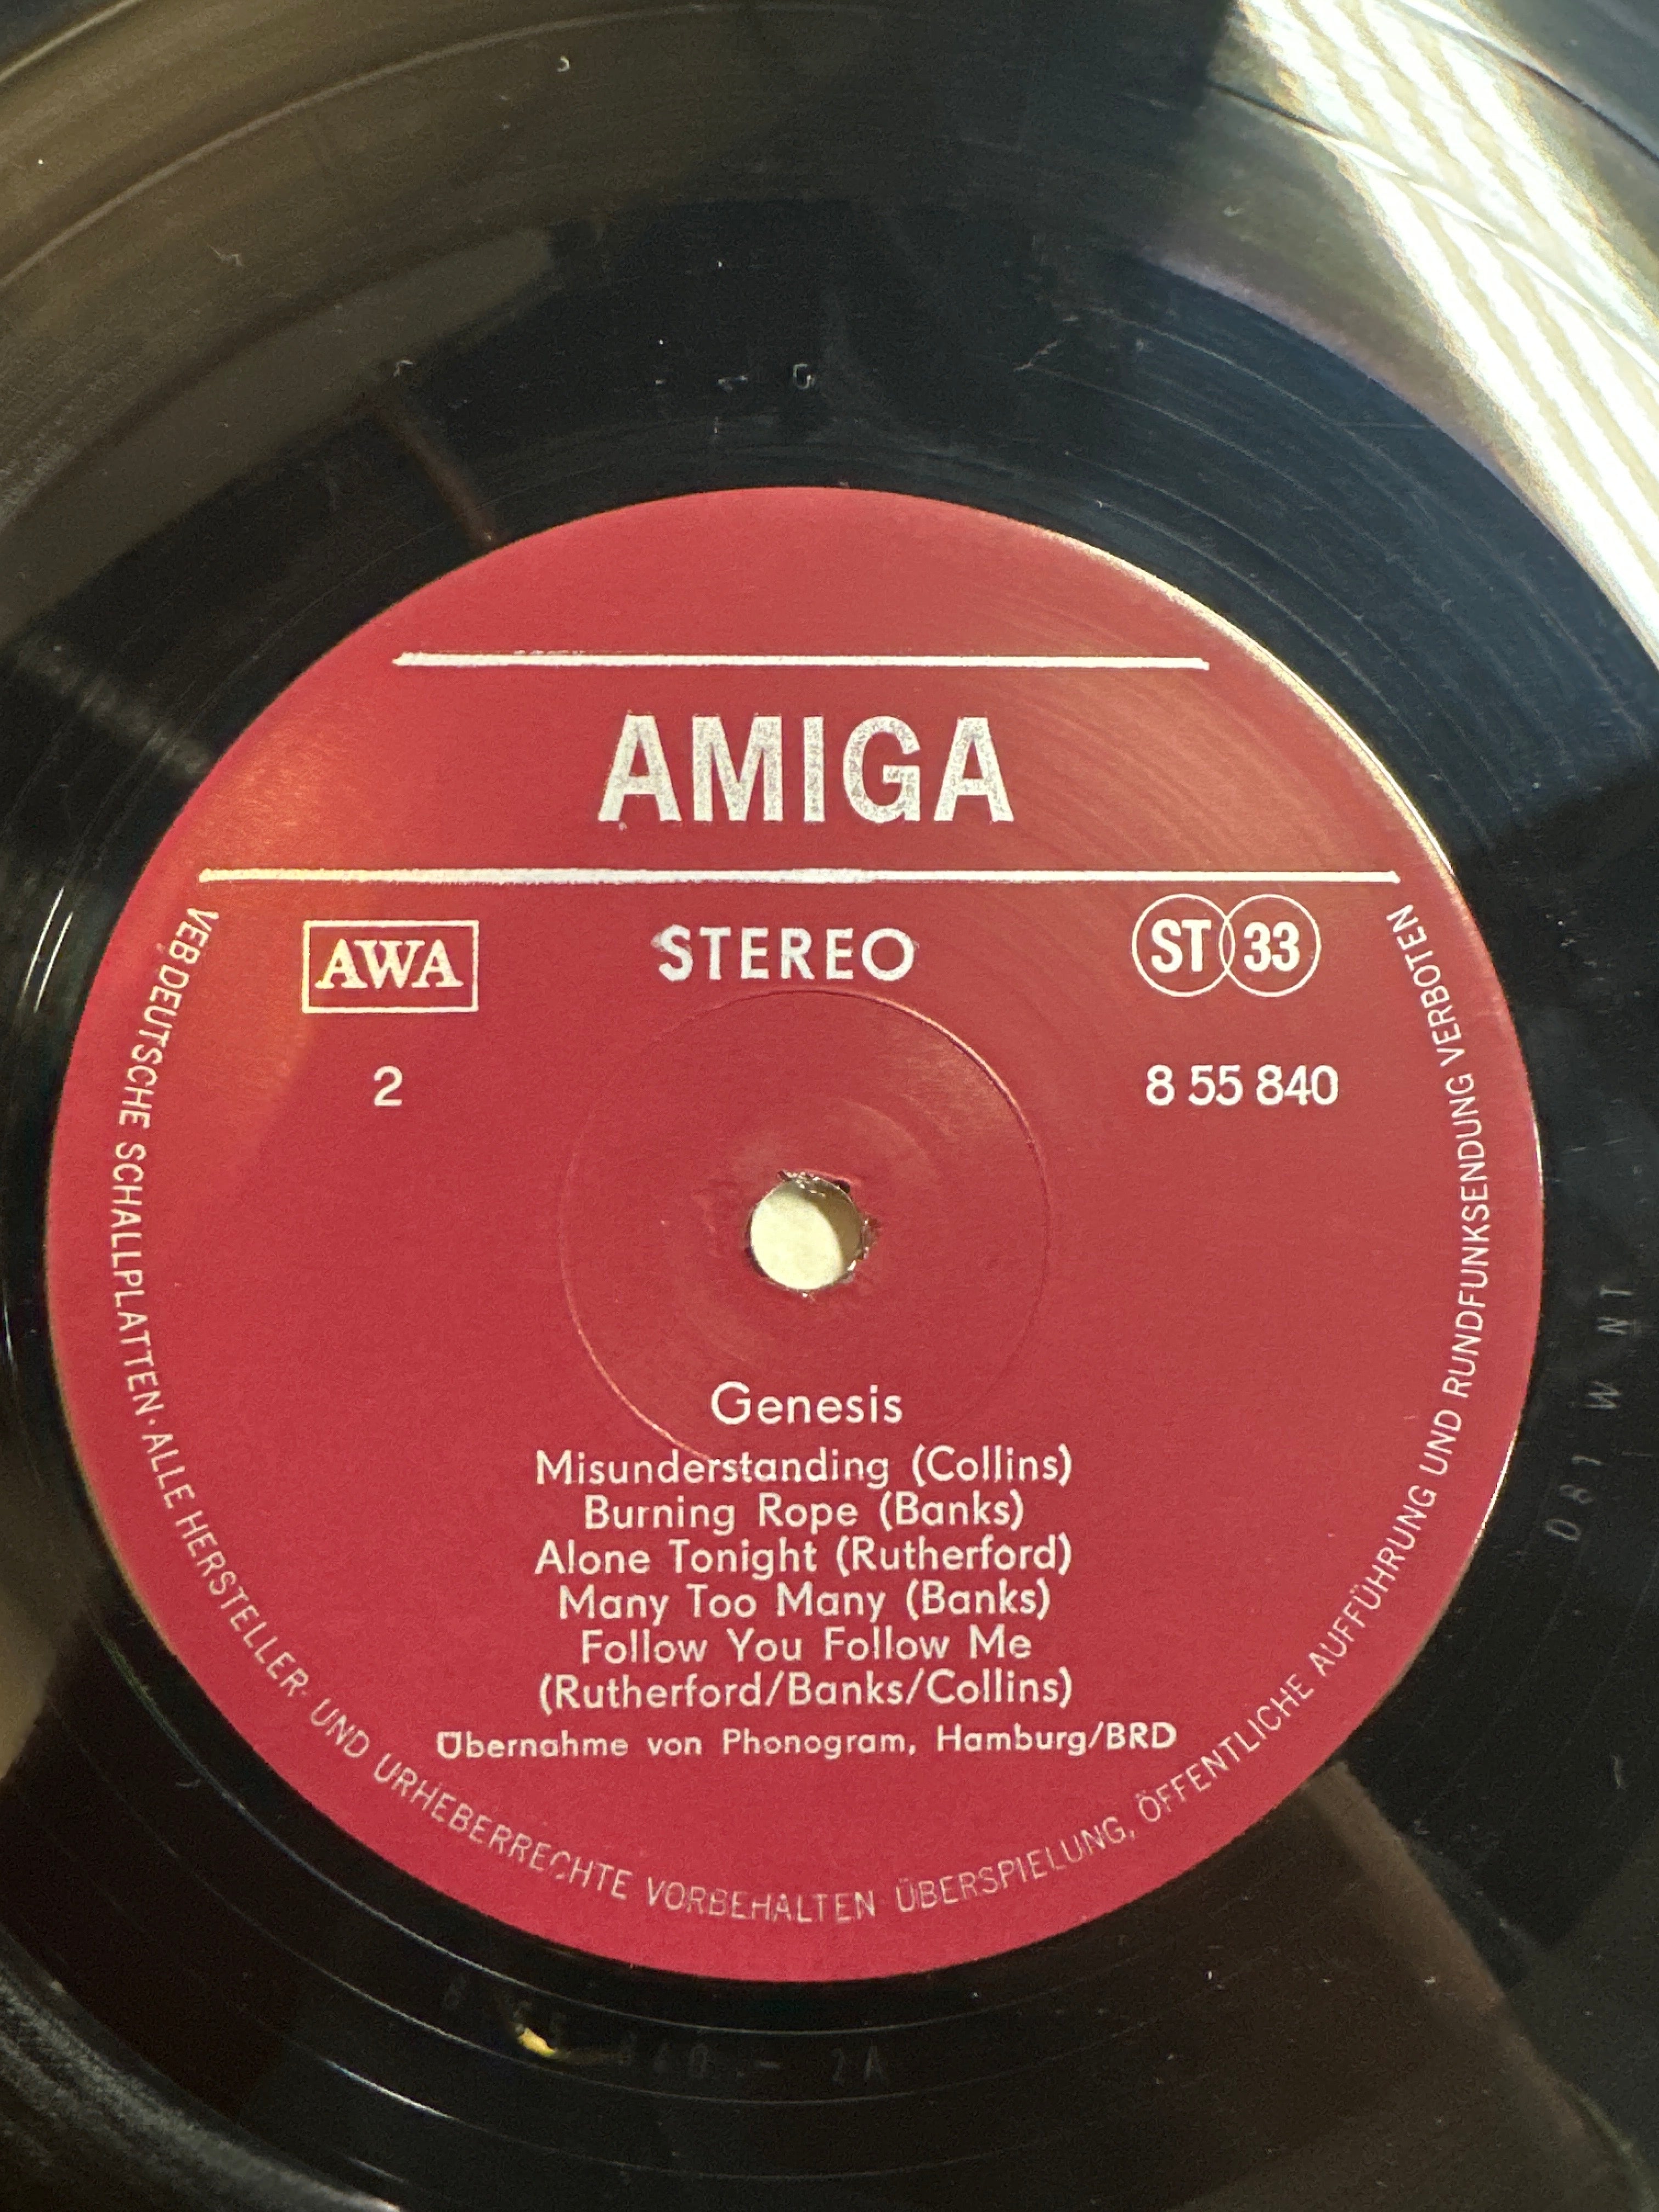 AMIGA
AWA STEREO ST 33
2 8 55 840
Genesis
Misunderstanding (Collins)
Burning Rope (Banks)
Alone Tonight (Rutherford)
Many Too Many (Banks)
Follow You Follow Me
(Rutherford/Banks/Collins)
Übernahme von Phonogram, Hamburg/BRD
VEB DEUTSCHE SCHALLPLATTEN · ALLE HERSTELLER- UND URHEBERRECHTE VORBEHALTEN · ÜBERSPIELUNG, ÖFFENTLICHE AUFFÜHRUNG UND RUNDFUNKSENDUNG VERBOTEN